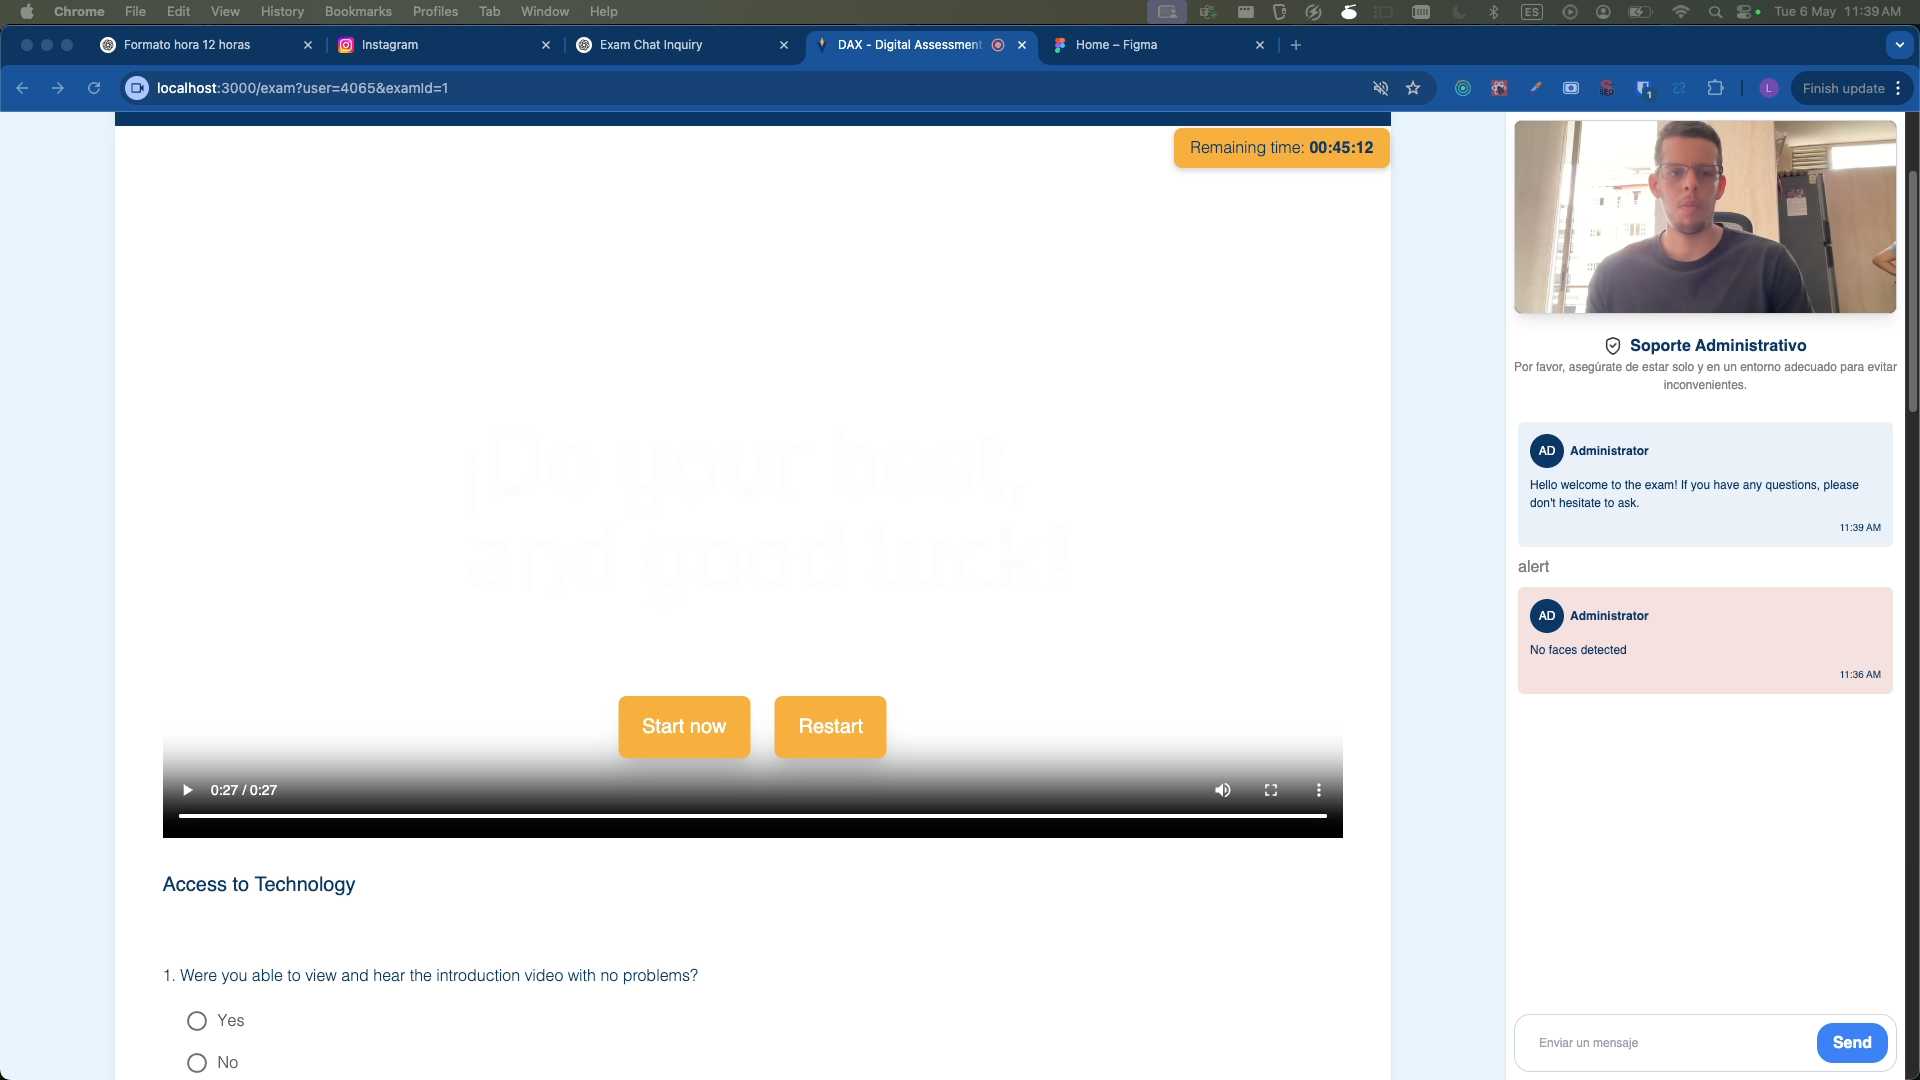 Chrome File Edit View History Bookmarks Profiles Tab Window Help ES Tue 6 May 11:39 AM
Formato hora 12 horas Instagram Exam Chat Inquiry DAX - Digital Assessment Home – Figma
localhost:3000/exam?user=4065&examId=1 1 L Finish update
Remaining time: 00:45:12
Do your best,
and good luck!
Start now Restart
0:27 / 0:27
Access to Technology
1. Were you able to view and hear the introduction video with no problems?
Yes
No
Soporte Administrativo
Por favor, asegúrate de estar solo y en un entorno adecuado para evitar
inconvenientes.
AD Administrator
Hello welcome to the exam! If you have any questions, please
don't hesitate to ask.
11:39 AM
alert
AD Administrator
No faces detected
11:36 AM
Enviar un mensaje Send